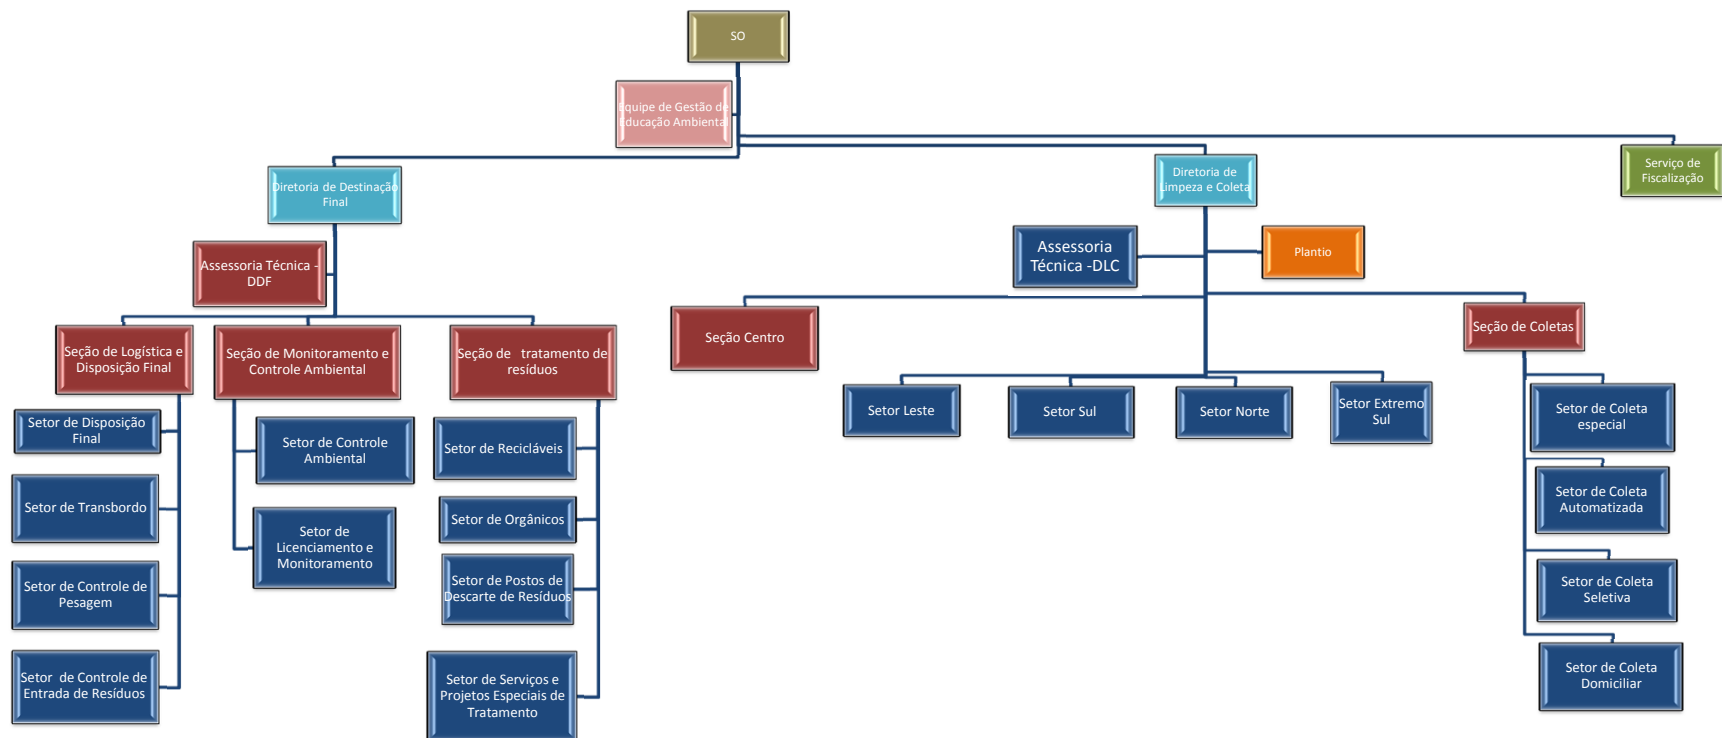 SO
Equipe de Gestão de
Educação Ambiental
Diretoria de Destinação
Final
Diretoria de
Limpeza e Coleta
Serviço de
Fiscalização
Assessoria Técnica -
DDF
Assessoria
Técnica -DLC
Plantio
Seção de Logística e
Disposição Final
Seção de Monitoramento e
Controle Ambiental
Seção de   tratamento de
resíduos
Seção Centro
Seção de Coletas
Setor de Disposição
Final
Setor de Transbordo
Setor de Controle de
Pesagem
Setor  de Controle de
Entrada de Resíduos
Setor de Controle
Ambiental
Setor de
Licenciamento e
Monitoramento
Setor de Recicláveis
Setor de Orgânicos
Setor de Postos de
Descarte de Resíduos
Setor de Serviços e
Projetos Especiais de
Tratamento
Setor Leste
Setor Sul
Setor Norte
Setor Extremo
Sul
Setor de Coleta
especial
Setor de Coleta
Automatizada
Setor de Coleta
Seletiva
Setor de Coleta
Domiciliar